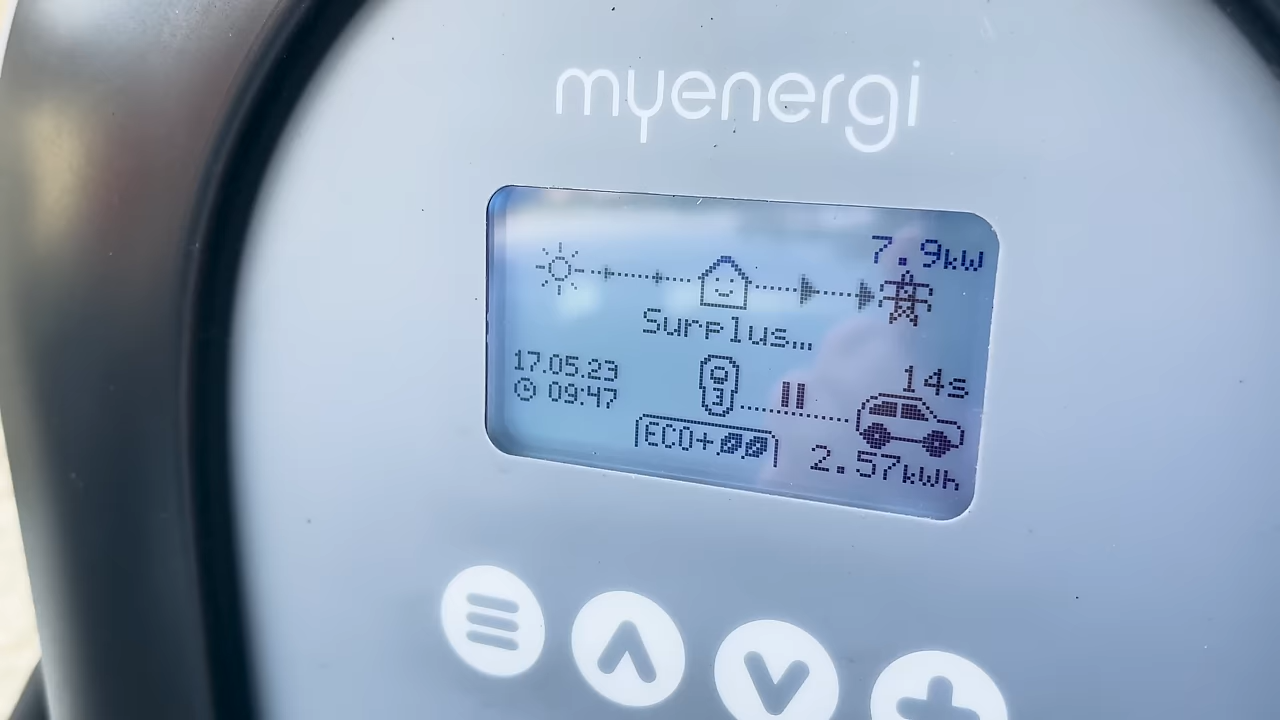 myenergi
7.9kW
Surplus...
17.05.23
09:47
14s
3
ECO+
2.57kWh